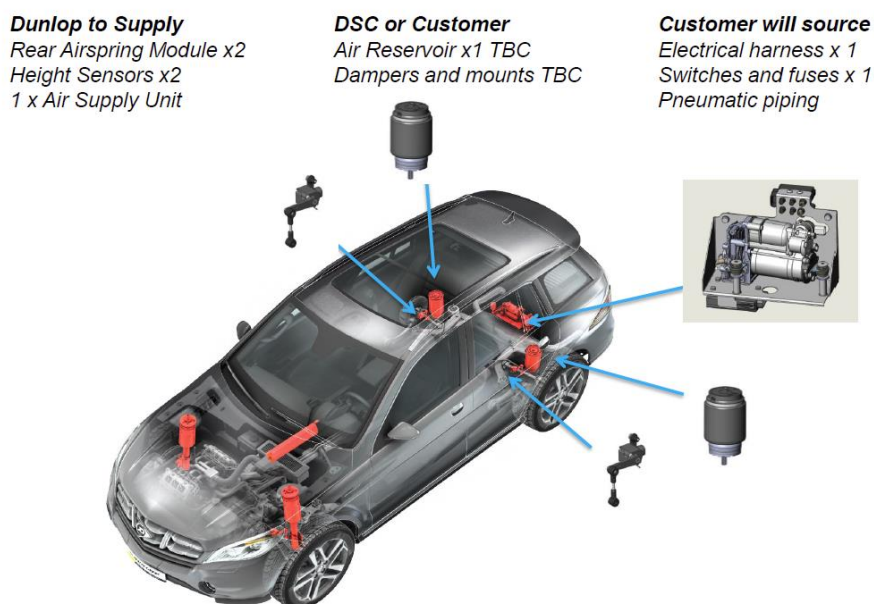 Dunlop to Supply
Rear Airspring Module x2
Height Sensors x2
1 x Air Supply Unit
DSC or Customer
Air Reservoir x1 TBC
Dampers and mounts TBC
Customer will source
Electrical harness x 1
Switches and fuses x 1
Pneumatic piping